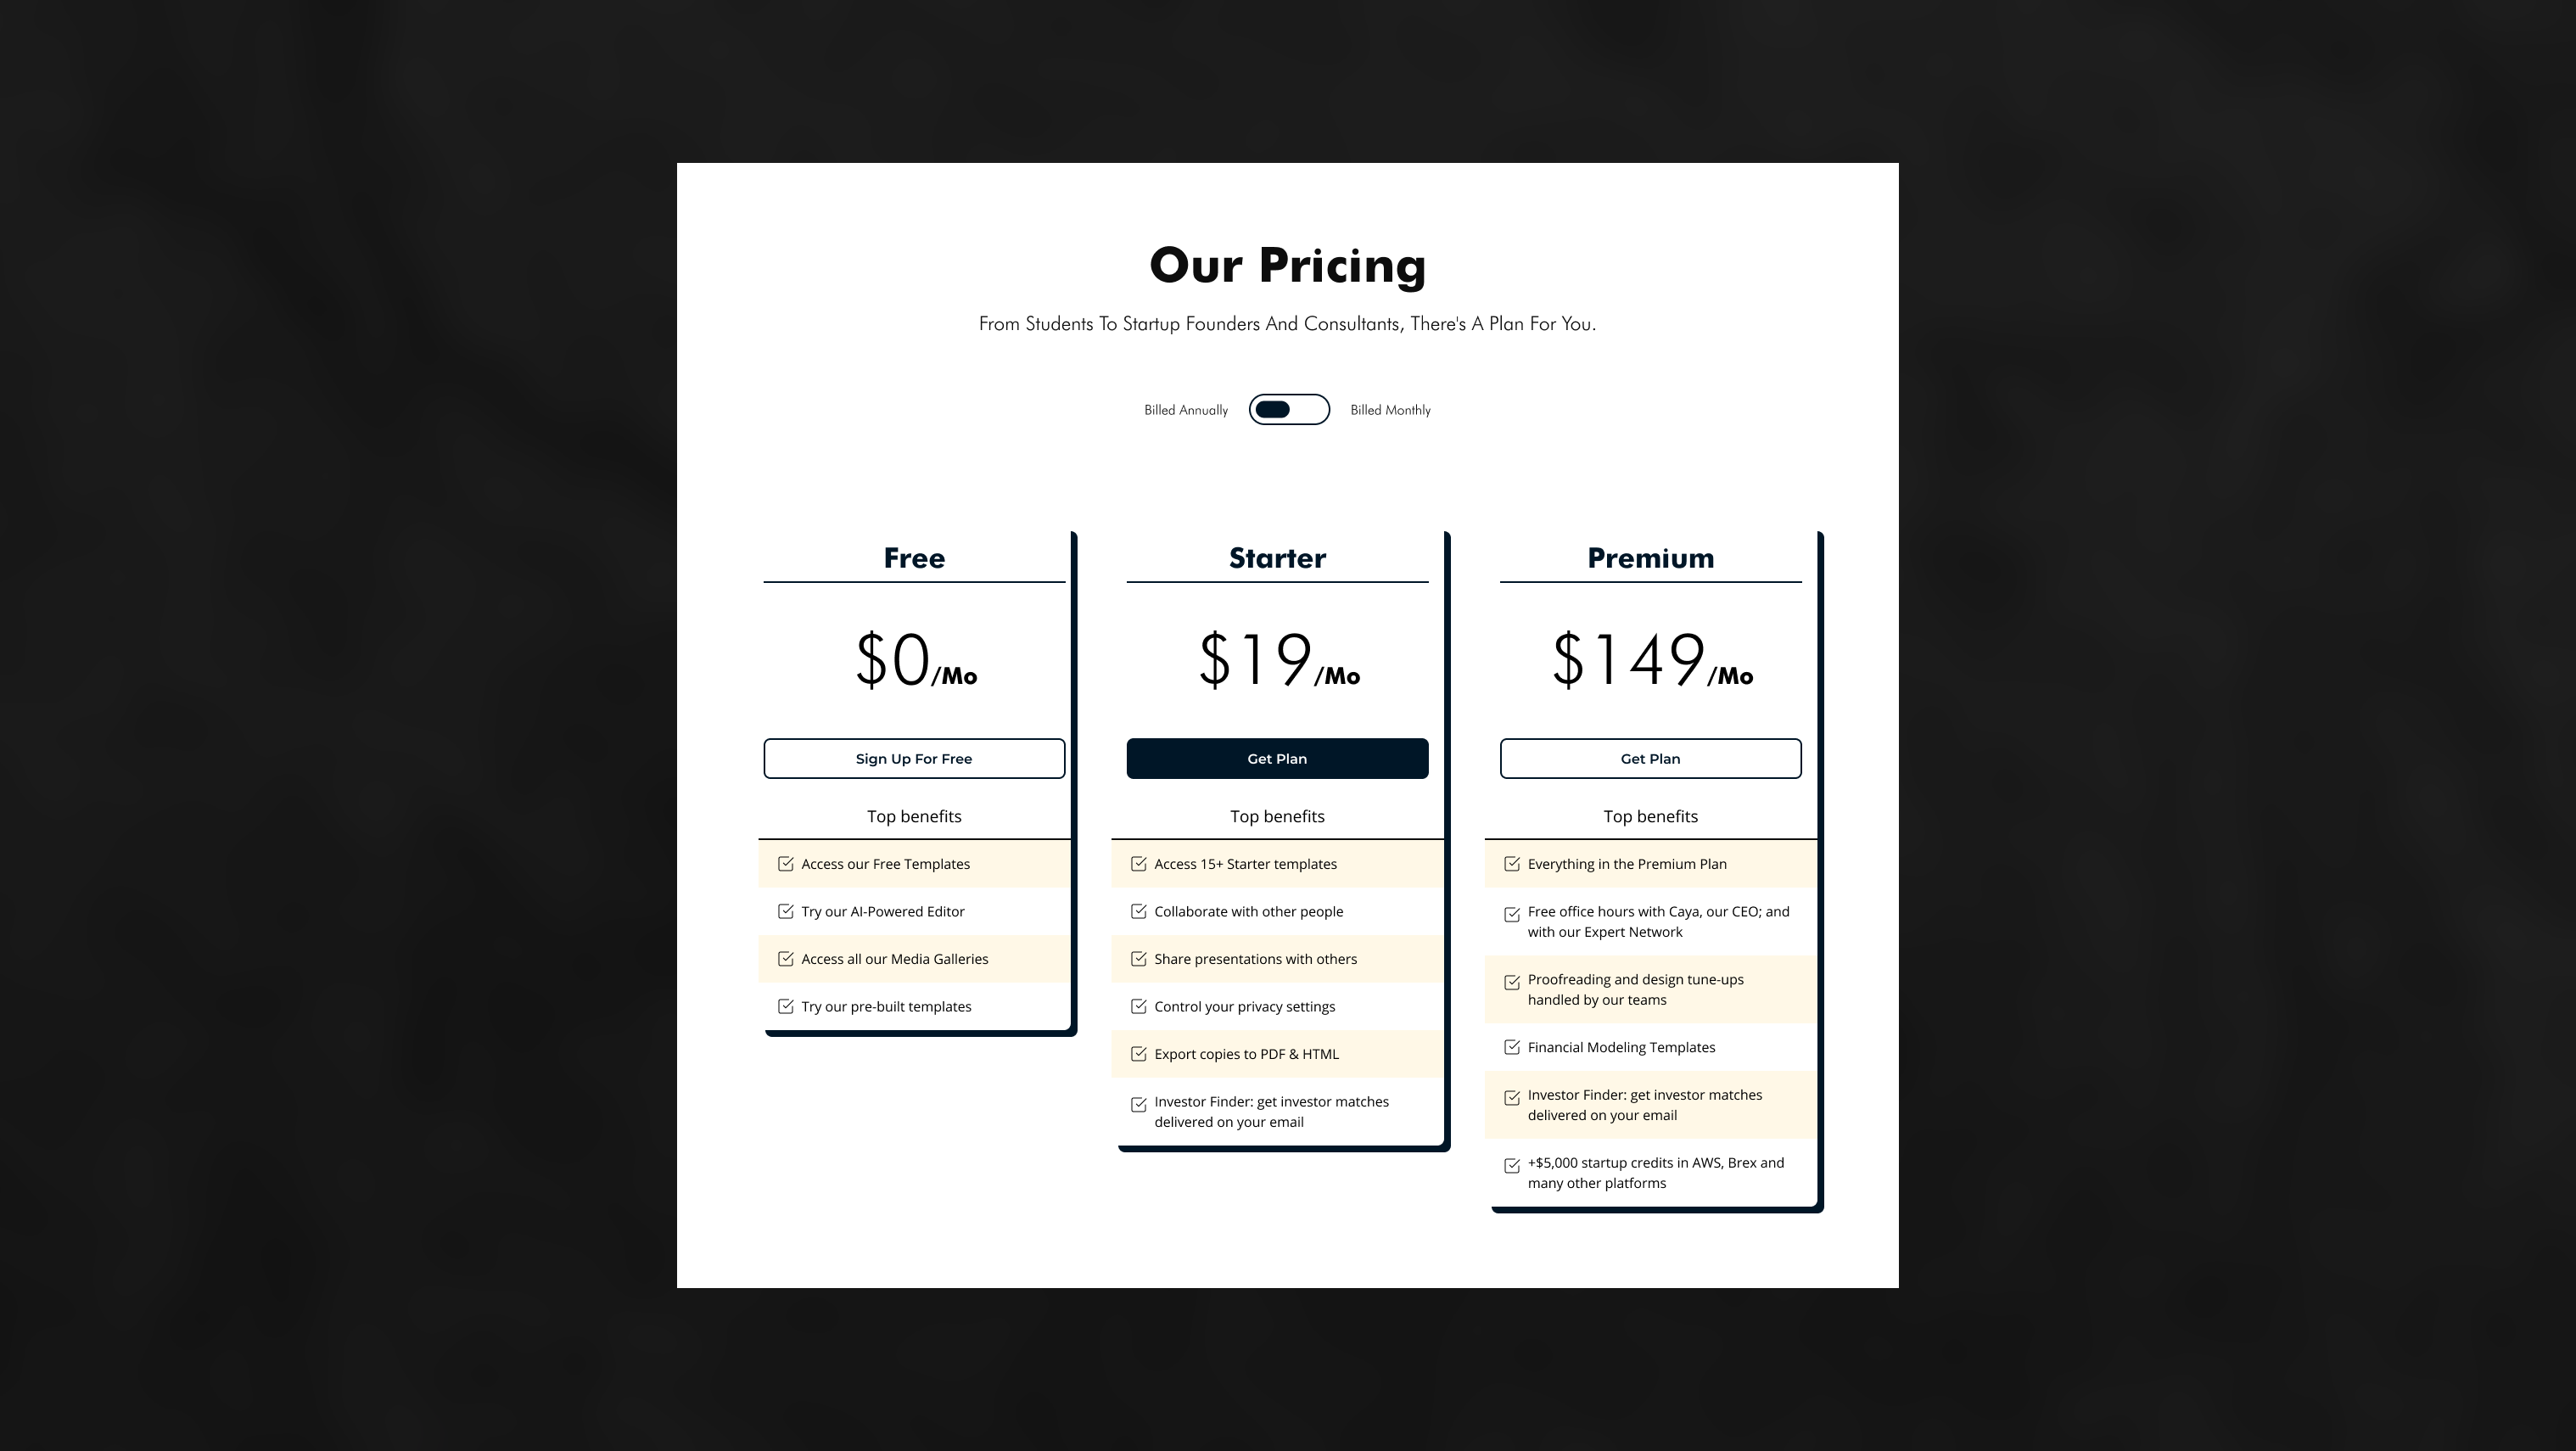 Our Pricing
From Students To Startup Founders And Consultants, There's A Plan For You.
Billed Annually
Billed Monthly
Free
$0/Mo
Sign Up For Free
Top benefits
Access our Free Templates
Try our AI-Powered Editor
Access all our Media Galleries
Try our pre-built templates
Starter
$19/Mo
Get Plan
Top benefits
Access 15+ Starter templates
Collaborate with other people
Share presentations with others
Control your privacy settings
Export copies to PDF & HTML
Investor Finder: get investor matches
delivered on your email
Premium
$149/Mo
Get Plan
Top benefits
Everything in the Premium Plan
Free office hours with Caya, our CEO; and
with our Expert Network
Proofreading and design tune-ups
handled by our teams
Financial Modeling Templates
Investor Finder: get investor matches
delivered on your email
+$5,000 startup credits in AWS, Brex and
many other platforms